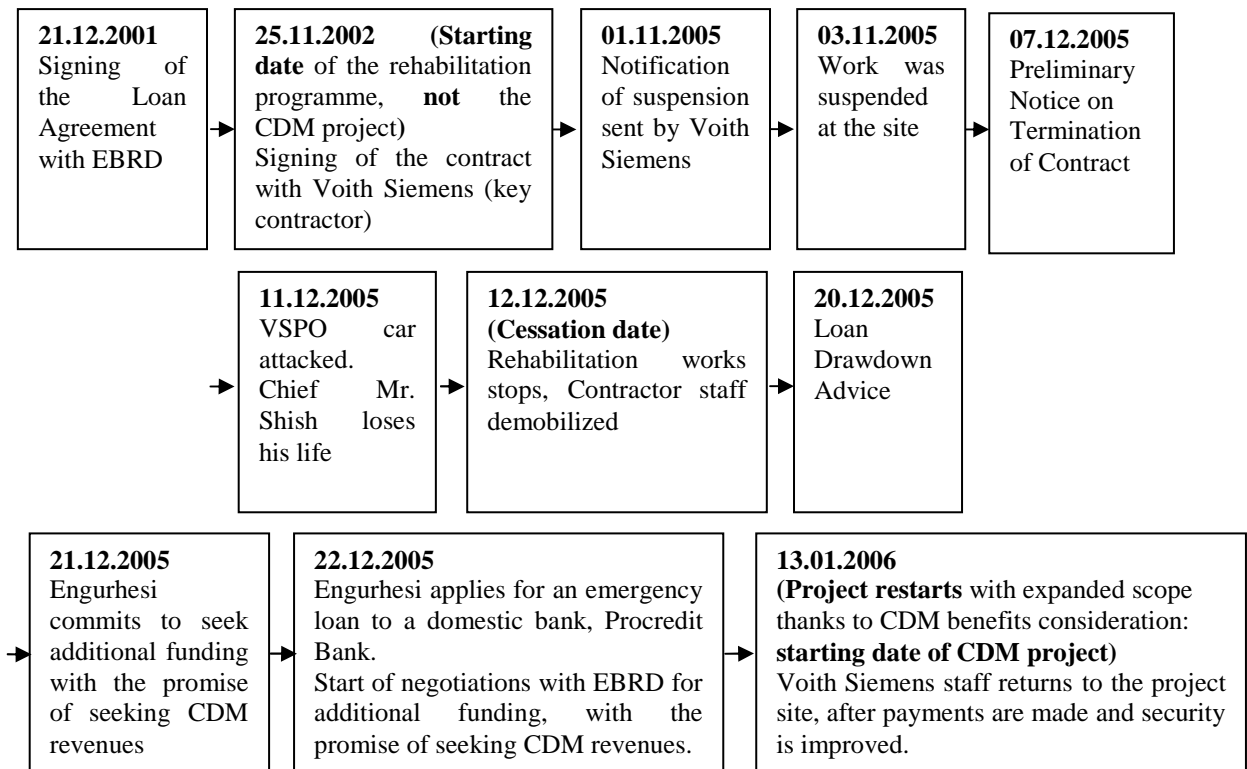 21.12.2001
Signing of
the Loan
Agreement
with EBRD
25.11.2002 (Starting
date of the rehabilitation
programme, not the
CDM project)
Signing of the contract
with Voith Siemens (key
contractor)
01.11.2005
Notification
of suspension
sent by Voith
Siemens
03.11.2005
Work was
suspended
at the site
07.12.2005
Preliminary
Notice on
Termination
of Contract
11.12.2005
VSPO car
attacked.
Chief Mr.
Shish loses
his life
12.12.2005
(Cessation date)
Rehabilitation works
stops, Contractor staff
demobilized
20.12.2005
Loan
Drawdown
Advice
21.12.2005
Engurhesi
commits to seek
additional funding
with the promise
of seeking CDM
revenues
22.12.2005
Engurhesi applies for an emergency
loan to a domestic bank, Procredit
Bank.
Start of negotiations with EBRD for
additional funding, with the
promise of seeking CDM revenues.
13.01.2006
(Project restarts with expanded scope
thanks to CDM benefits consideration:
starting date of CDM project)
Voith Siemens staff returns to the project
site, after payments are made and security
is improved.